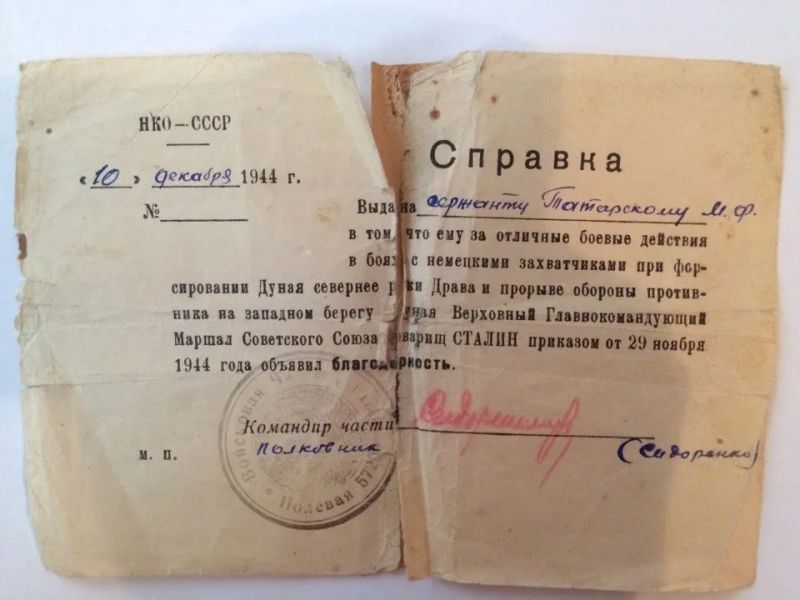 НКО—СССР
Справка
«10» декабря 1944 г.
№
Выдана сержанту Татарскому М.Ф.
в том, что ему за отличные боевые действия
в боях с немецкими захватчиками при фор-
сировании Дуная севернее реки Драва и прорыве обороны против-
ника на западном берегу Дуная Верховный Главнокомандующий
Маршал Советского Союза товарищ СТАЛИН приказом от 29 ноября
1944 года объявил благодарность.
Командир части
м. п.
полковник
(Сидоренко)
Войсковая
Полевая